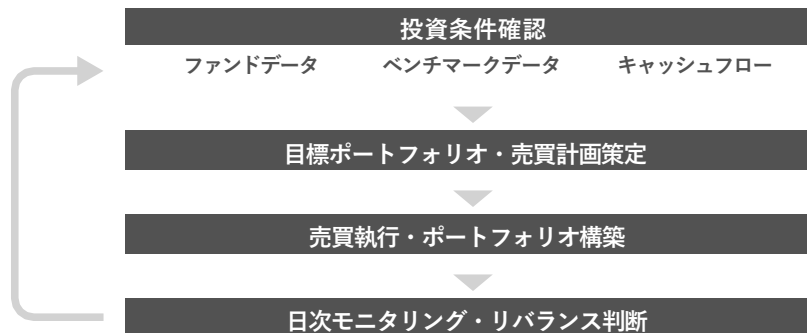 投資条件確認
ファンドデータ ベンチマークデータ キャッシュフロー
目標ポートフォリオ・売買計画策定
売買執行・ポートフォリオ構築
日次モニタリング・リバランス判断